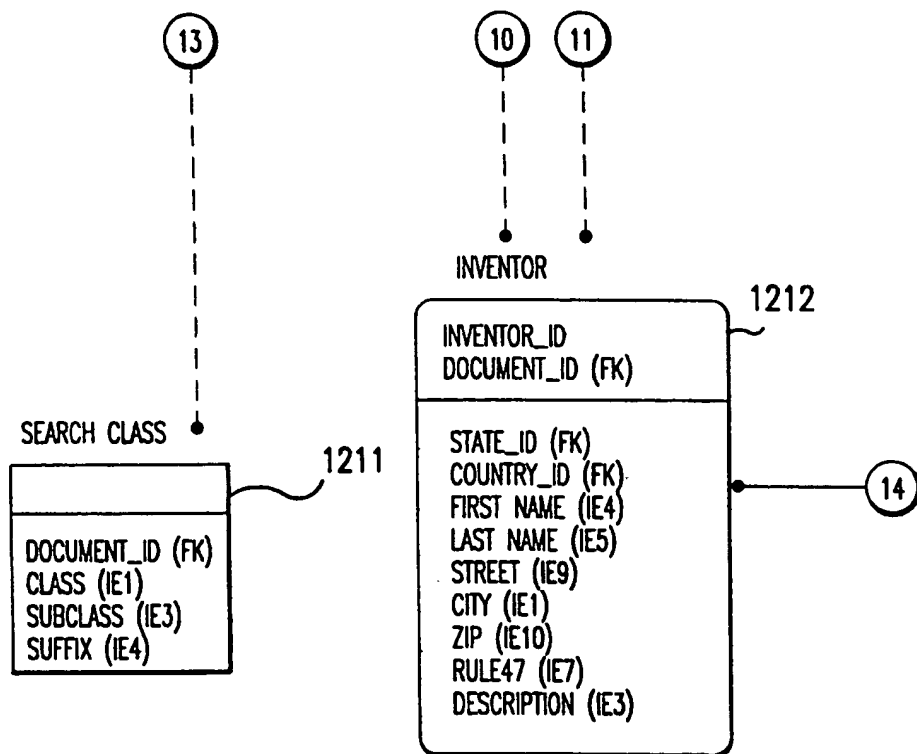 13
10
11
INVENTOR
1212
INVENTOR_ID
DOCUMENT_ID (FK)
STATE_ID (FK)
COUNTRY_ID (FK)
FIRST NAME (IE4)
LAST NAME (IE5)
STREET (IE9)
CITY (IE1)
ZIP (IE10)
RULE47 (IE7)
DESCRIPTION (IE3)
14
SEARCH CLASS
1211
DOCUMENT_ID (FK)
CLASS (IE1)
SUBCLASS (IE3)
SUFFIX (IE4)